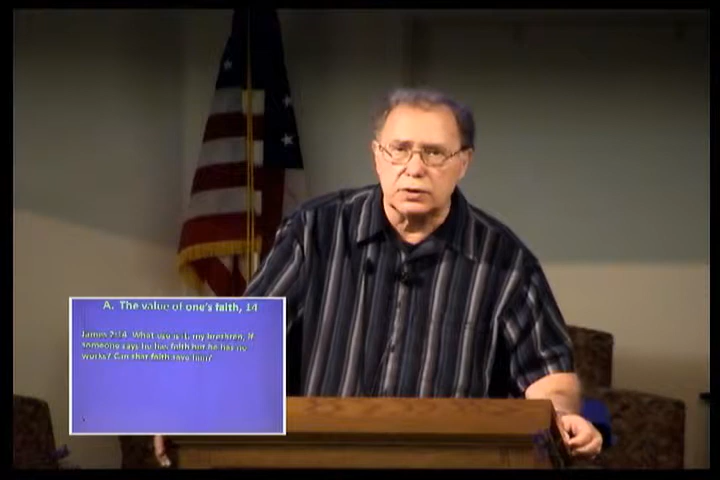 A. The value of one's faith, 14
James 2:14 What use is it, my brethren, if
someone says he has faith but he has no
works? Can that faith save him?